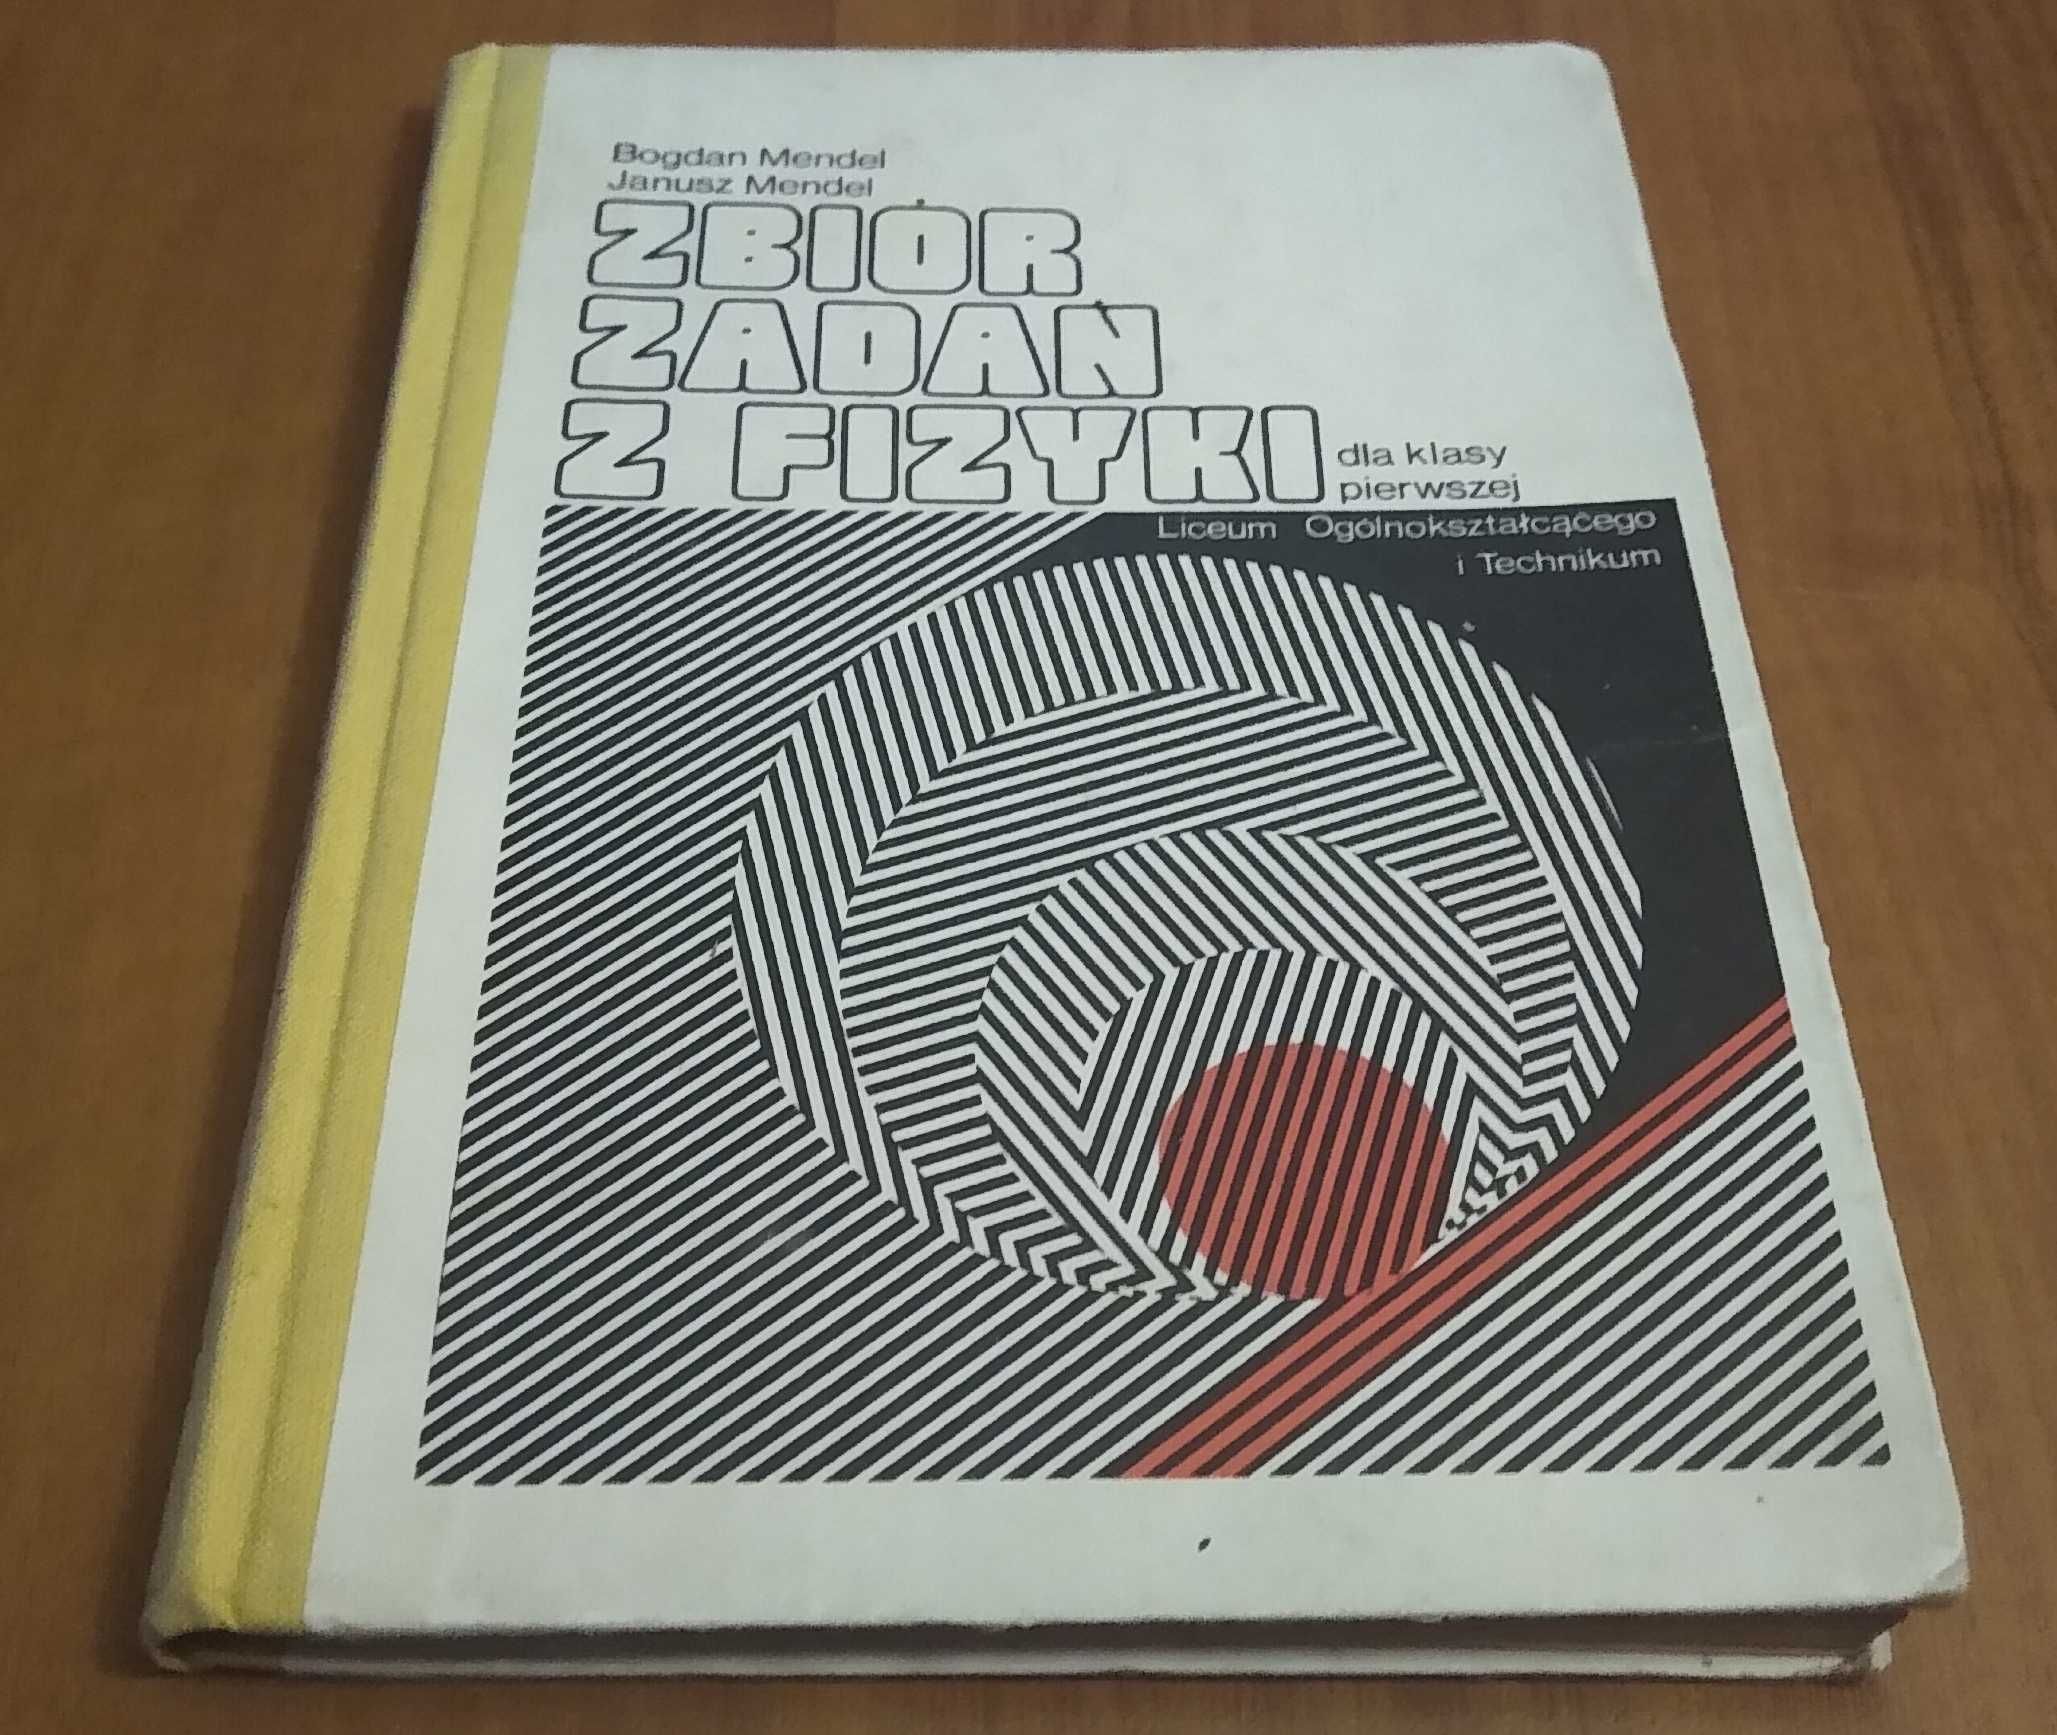 Bogdan Mendel
Janusz Mendel
ZBIÓR
ZADAŃ
Z FIZYKI
dla klasy
pierwszej
Liceum Ogólnokształcącego
i Technikum